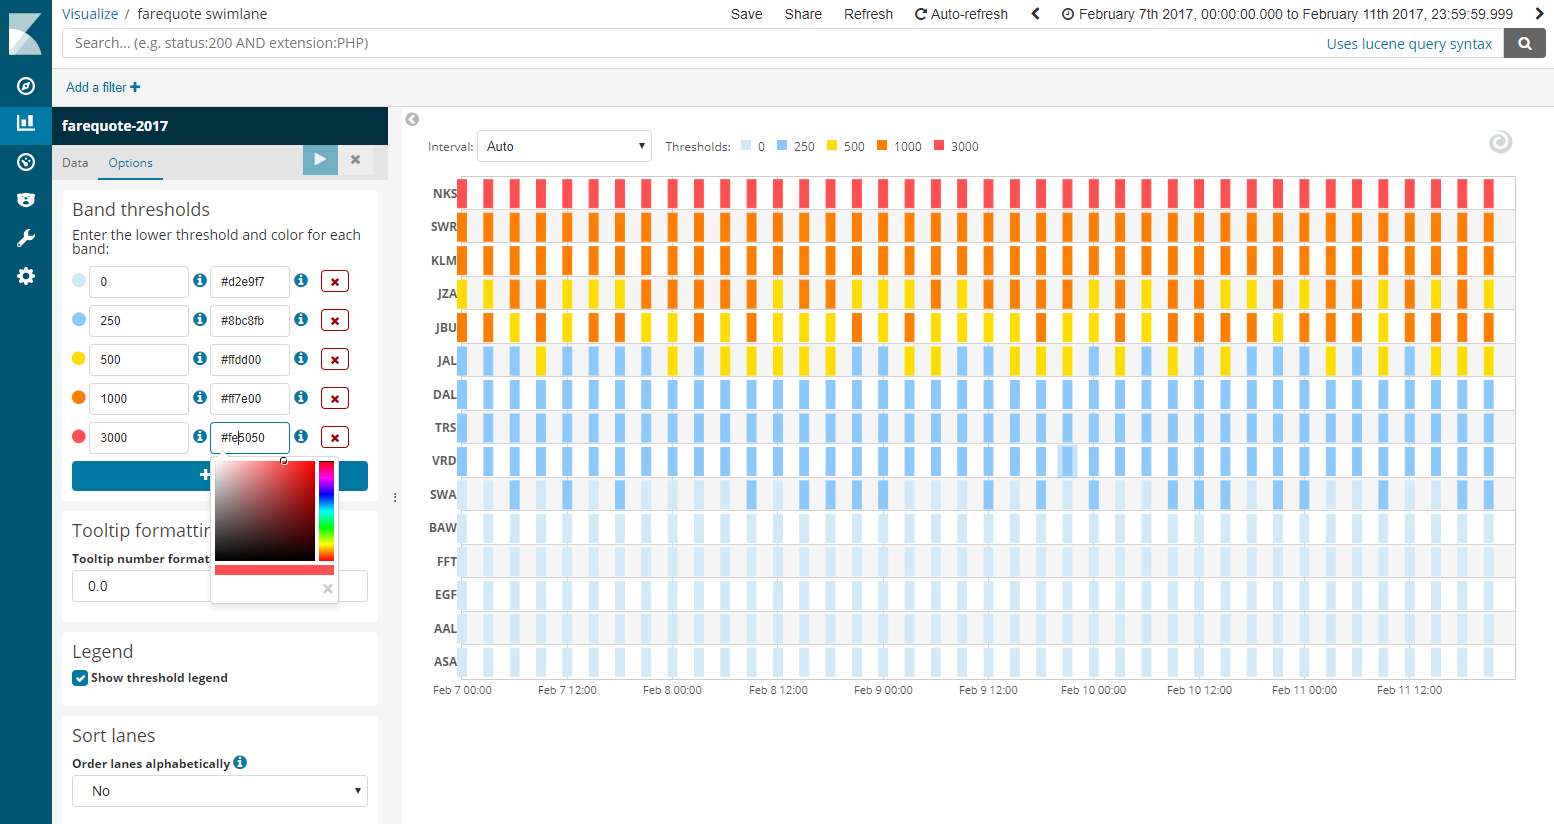 Visualize / farequote swimlane
Save Share Refresh Auto-refresh February 7th 2017, 00:00:00.000 to February 11th 2017, 23:59:59.999
Search... (e.g. status:200 AND extension:PHP)
Uses lucene query syntax
Add a filter +
farequote-2017
Data Options
Band thresholds
Enter the lower threshold and color for each
band:
0 #d2e9f7
250 #8bc8fb
500 #ffdd00
1000 #ff7e00
3000 #fe5050
Tooltip formattin
Tooltip number format
0.0
Legend
Show threshold legend
Sort lanes
Order lanes alphabetically
No
Interval: Auto Thresholds: 0 250 500 1000 3000
NKS
SWR
KLM
JZA
JBU
JAL
DAL
TRS
VRD
SWA
BAW
FFT
EGF
AAL
ASA
Feb 7 00:00 Feb 7 12:00 Feb 8 00:00 Feb 8 12:00 Feb 9 00:00 Feb 9 12:00 Feb 10 00:00 Feb 10 12:00 Feb 11 00:00 Feb 11 12:00